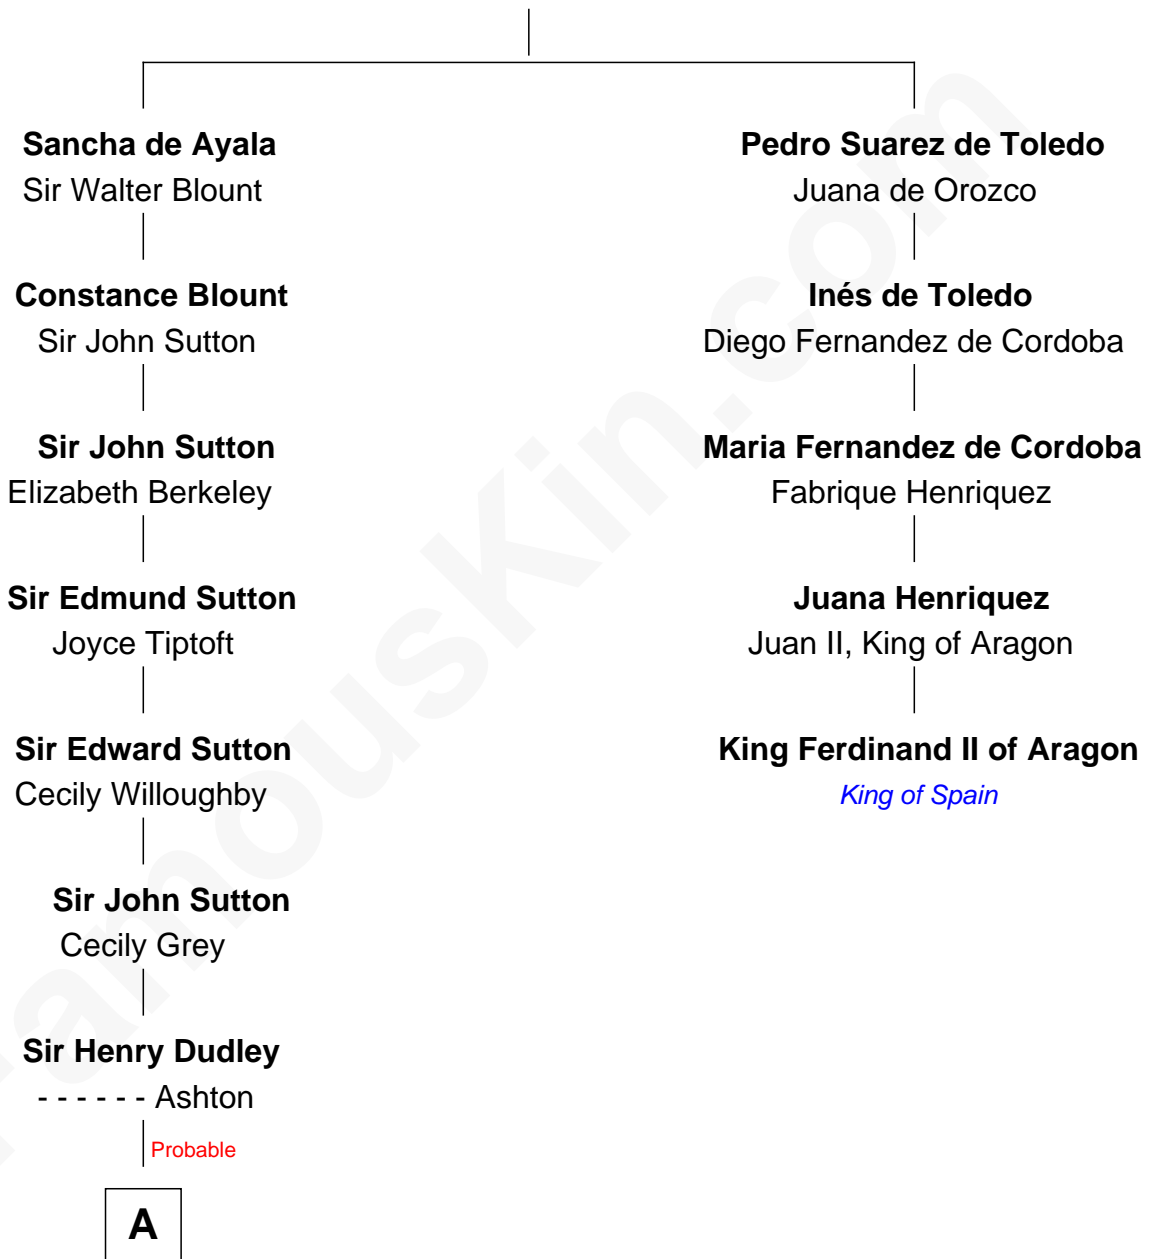 Sancha de Ayala
Sir Walter Blount
Constance Blount
Sir John Sutton
Sir John Sutton
Elizabeth Berkeley
Sir Edmund Sutton
Joyce Tiptoft
Sir Edward Sutton
Cecily Willoughby
Sir John Sutton
Cecily Grey
Sir Henry Dudley
- - - - - - Ashton
Probable
A
Pedro Suarez de Toledo
Juana de Orozco
Inés de Toledo
Diego Fernandez de Cordoba
Maria Fernandez de Cordoba
Fabrique Henriquez
Juana Henriquez
Juan II, King of Aragon
King Ferdinand II of Aragon
King of Spain
FamousKin.com